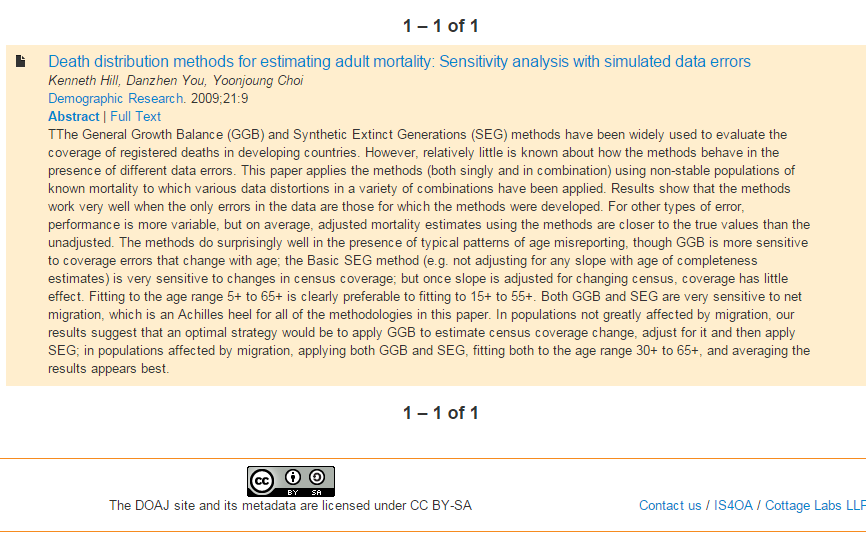 1 – 1 of 1
Death distribution methods for estimating adult mortality: Sensitivity analysis with simulated data errors
Kenneth Hill, Danzhen You, Yoonjoung Choi
Demographic Research. 2009;21:9
Abstract | Full Text
TThe General Growth Balance (GGB) and Synthetic Extinct Generations (SEG) methods have been widely used to evaluate the
coverage of registered deaths in developing countries. However, relatively little is known about how the methods behave in the
presence of different data errors. This paper applies the methods (both singly and in combination) using non-stable populations of
known mortality to which various data distortions in a variety of combinations have been applied. Results show that the methods
work very well when the only errors in the data are those for which the methods were developed. For other types of error,
performance is more variable, but on average, adjusted mortality estimates using the methods are closer to the true values than the
unadjusted. The methods do surprisingly well in the presence of typical patterns of age misreporting, though GGB is more sensitive
to coverage errors that change with age; the Basic SEG method (e.g. not adjusting for any slope with age of completeness
estimates) is very sensitive to changes in census coverage; but once slope is adjusted for changing census, coverage has little
effect. Fitting to the age range 5+ to 65+ is clearly preferable to fitting to 15+ to 55+. Both GGB and SEG are very sensitive to net
migration, which is an Achilles heel for all of the methodologies in this paper. In populations not greatly affected by migration, our
results suggest that an optimal strategy would be to apply GGB to estimate census coverage change, adjust for it and then apply
SEG; in populations affected by migration, applying both GGB and SEG, fitting both to the age range 30+ to 65+, and averaging the
results appears best.
1 – 1 of 1
cc BY SA
The DOAJ site and its metadata are licensed under CC BY-SA
Contact us / IS4OA / Cottage Labs LLP